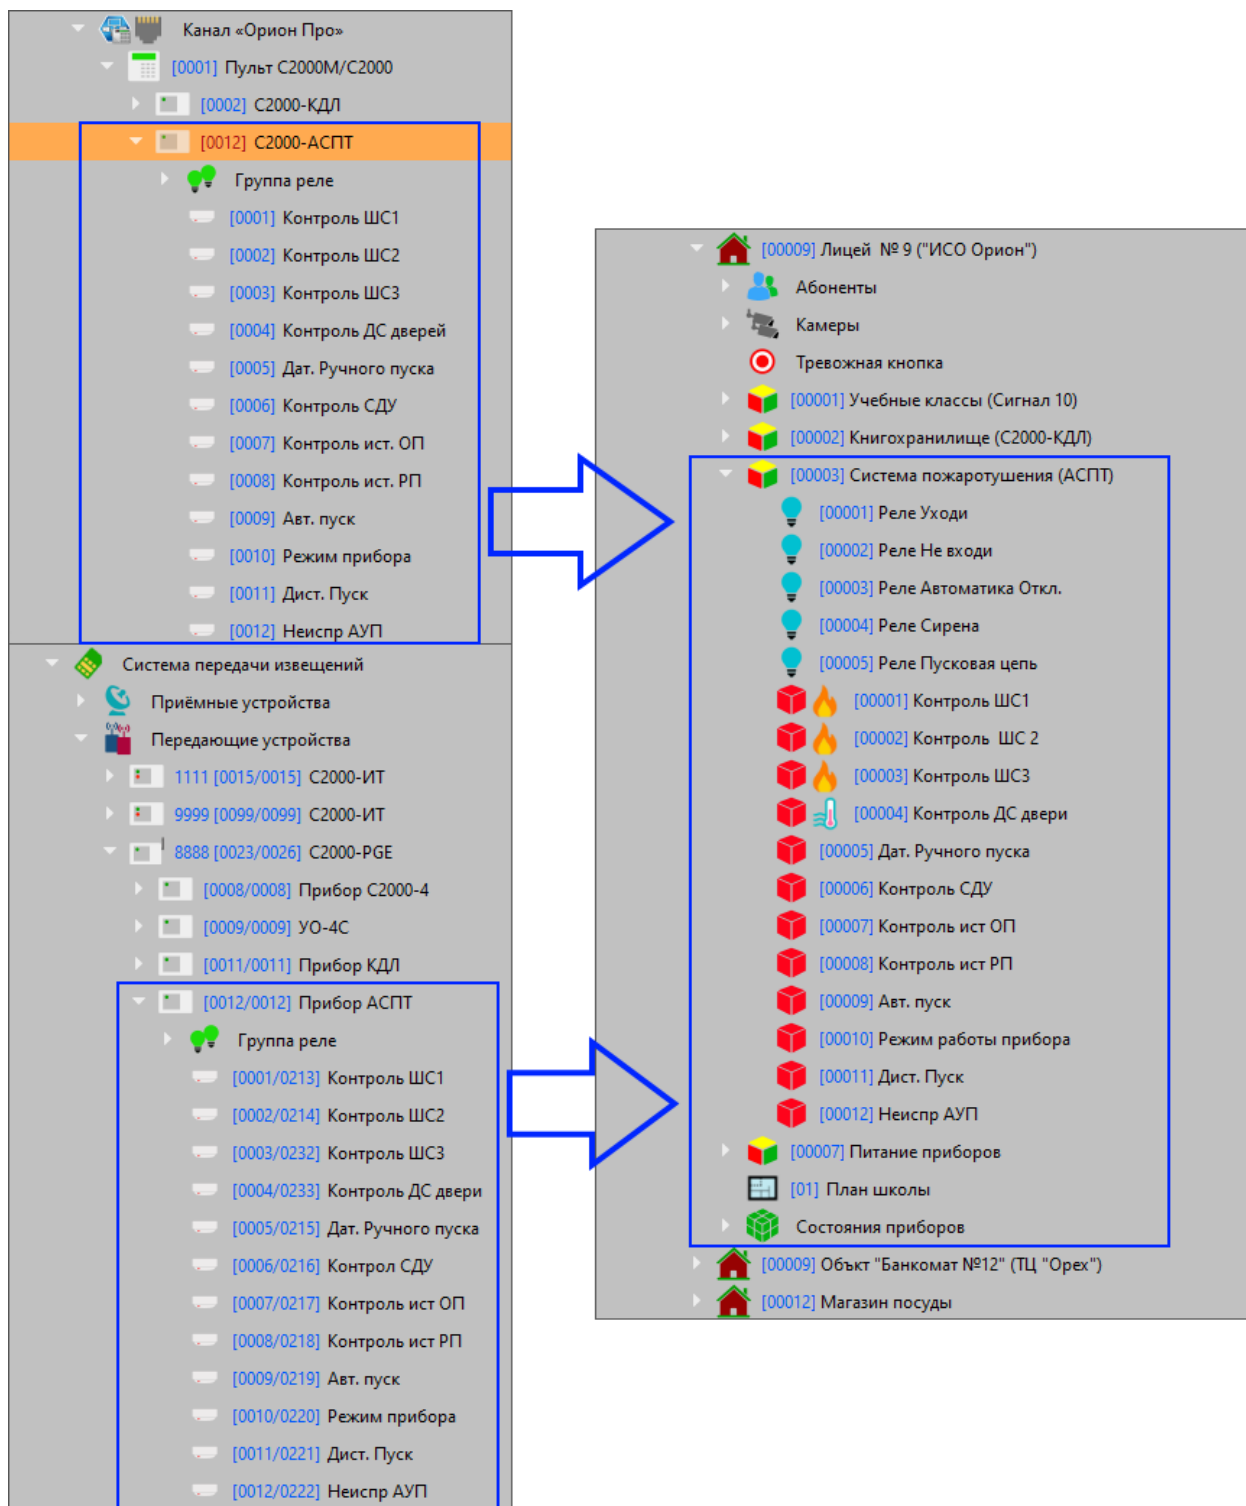 Канал «Орион Про»
[0001] Пульт С2000М/С2000
[0002] С2000-КДЛ
[0012] С2000-АСПТ
Группа реле
[0001] Контроль ШС1
[0002] Контроль ШС2
[0003] Контроль ШС3
[0004] Контроль ДС дверей
[0005] Дат. Ручного пуска
[0006] Контроль СДУ
[0007] Контроль ист. ОП
[0008] Контроль ист. РП
[0009] Авт. пуск
[0010] Режим прибора
[0011] Дист. Пуск
[0012] Неиспр АУП
Система передачи извещений
Приёмные устройства
Передающие устройства
1111 [0015/0015] С2000-ИТ
9999 [0099/0099] С2000-ИТ
8888 [0023/0026] С2000-PGE
[0008/0008] Прибор С2000-4
[0009/0009] УО-4С
[0011/0011] Прибор КДЛ
[0012/0012] Прибор АСПТ
Группа реле
[0001/0213] Контроль ШС1
[0002/0214] Контроль ШС2
[0003/0232] Контроль ШС3
[0004/0233] Контроль ДС двери
[0005/0215] Дат. Ручного пуска
[0006/0216] Контрол СДУ
[0007/0217] Контроль ист ОП
[0008/0218] Контроль ист РП
[0009/0219] Авт. пуск
[0010/0220] Режим прибора
[0011/0221] Дист. Пуск
[0012/0222] Неиспр АУП
[00009] Лицей № 9 ("ИСО Орион")
Абоненты
Камеры
Тревожная кнопка
[00001] Учебные классы (Сигнал 10)
[00002] Книгохранилище (С2000-КДЛ)
[00003] Система пожаротушения (АСПТ)
[00001] Реле Уходи
[00002] Реле Не входи
[00003] Реле Автоматика Откл.
[00004] Реле Сирена
[00005] Реле Пусковая цепь
[00001] Контроль ШС1
[00002] Контроль ШС 2
[00003] Контроль ШС3
[00004] Контроль ДС двери
[00005] Дат. Ручного пуска
[00006] Контроль СДУ
[00007] Контроль ист ОП
[00008] Контроль ист РП
[00009] Авт. пуск
[00010] Режим работы прибора
[00011] Дист. Пуск
[00012] Неиспр АУП
[00007] Питание приборов
[01] План школы
Состояния приборов
[00009] Объкт "Банкомат №12" (ТЦ "Орех")
[00012] Магазин посуды